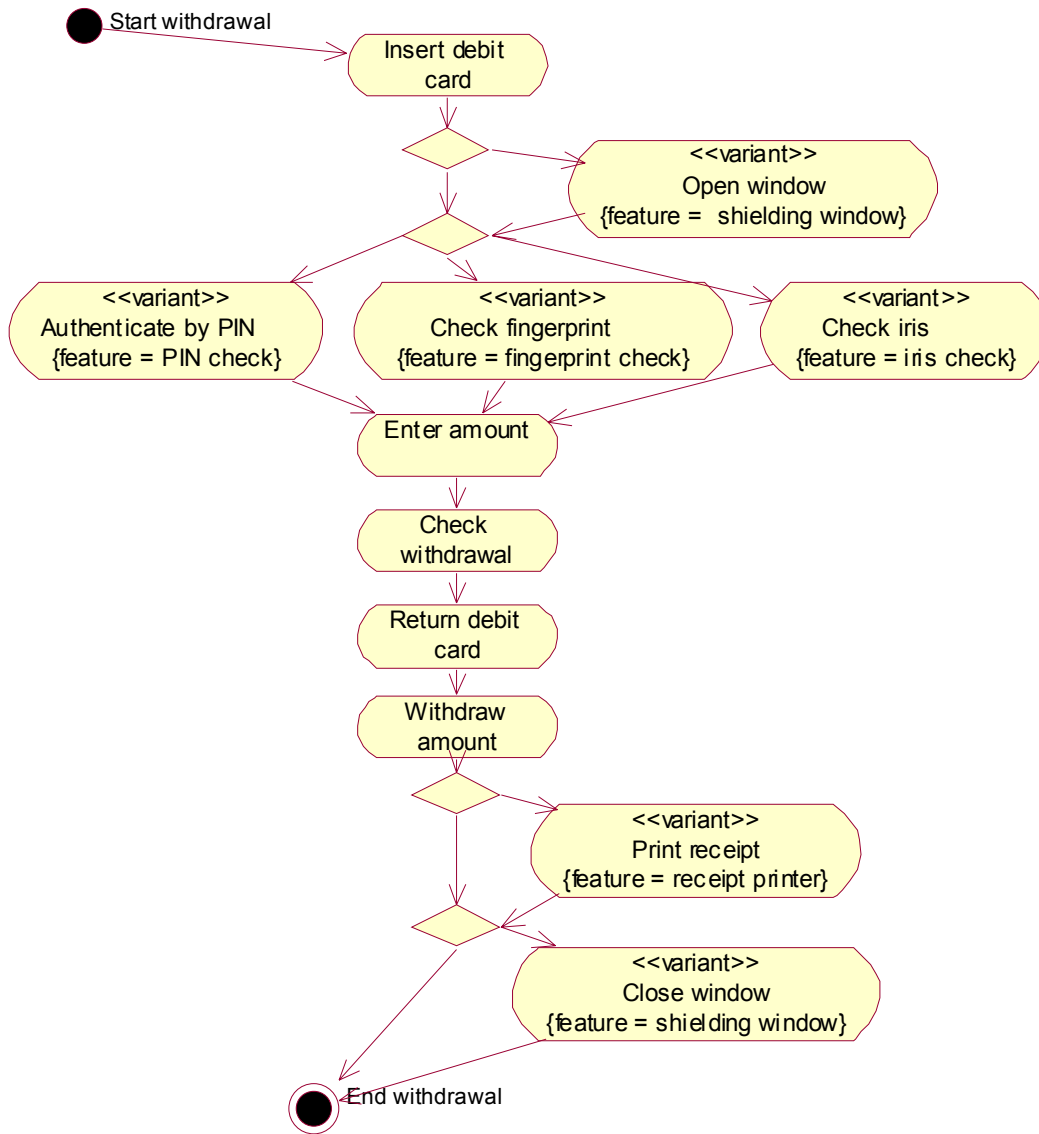 Start withdrawal
Insert debit
card
<<variant>>
Open window
{feature =  shielding window}
<<variant>>
Authenticate by PIN
{feature = PIN check}
<<variant>>
Check fingerprint
{feature = fingerprint check}
<<variant>>
Check iris
{feature = iris check}
Enter amount
Check
withdrawal
Return debit
card
Withdraw
amount
<<variant>>
Print receipt
{feature = receipt printer}
<<variant>>
Close window
{feature = shielding window}
End withdrawal